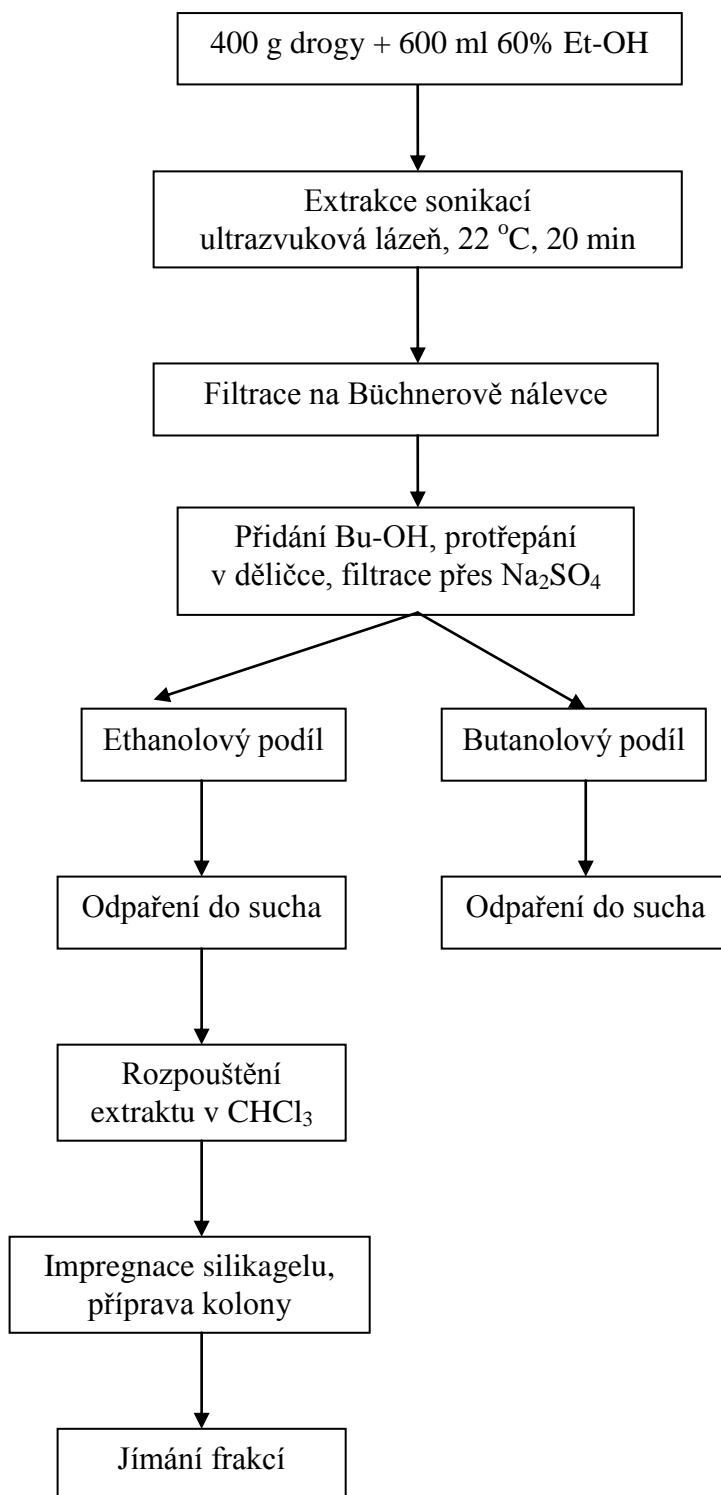 400 g drogy + 600 ml 60% Et-OH
Extrakce sonikací
ultrazvuková lázeň, 22 °C, 20 min
Filtrace na Büchnerově nálevce
Přidání Bu-OH, protřepání
v děličce, filtrace přes Na₂SO₄
Ethanolový podíl
Butanolový podíl
Odpaření do sucha
Odpaření do sucha
Rozpouštění
extraktu v CHCl₃
Impregnace silikagelu,
příprava kolony
Jímání frakcí